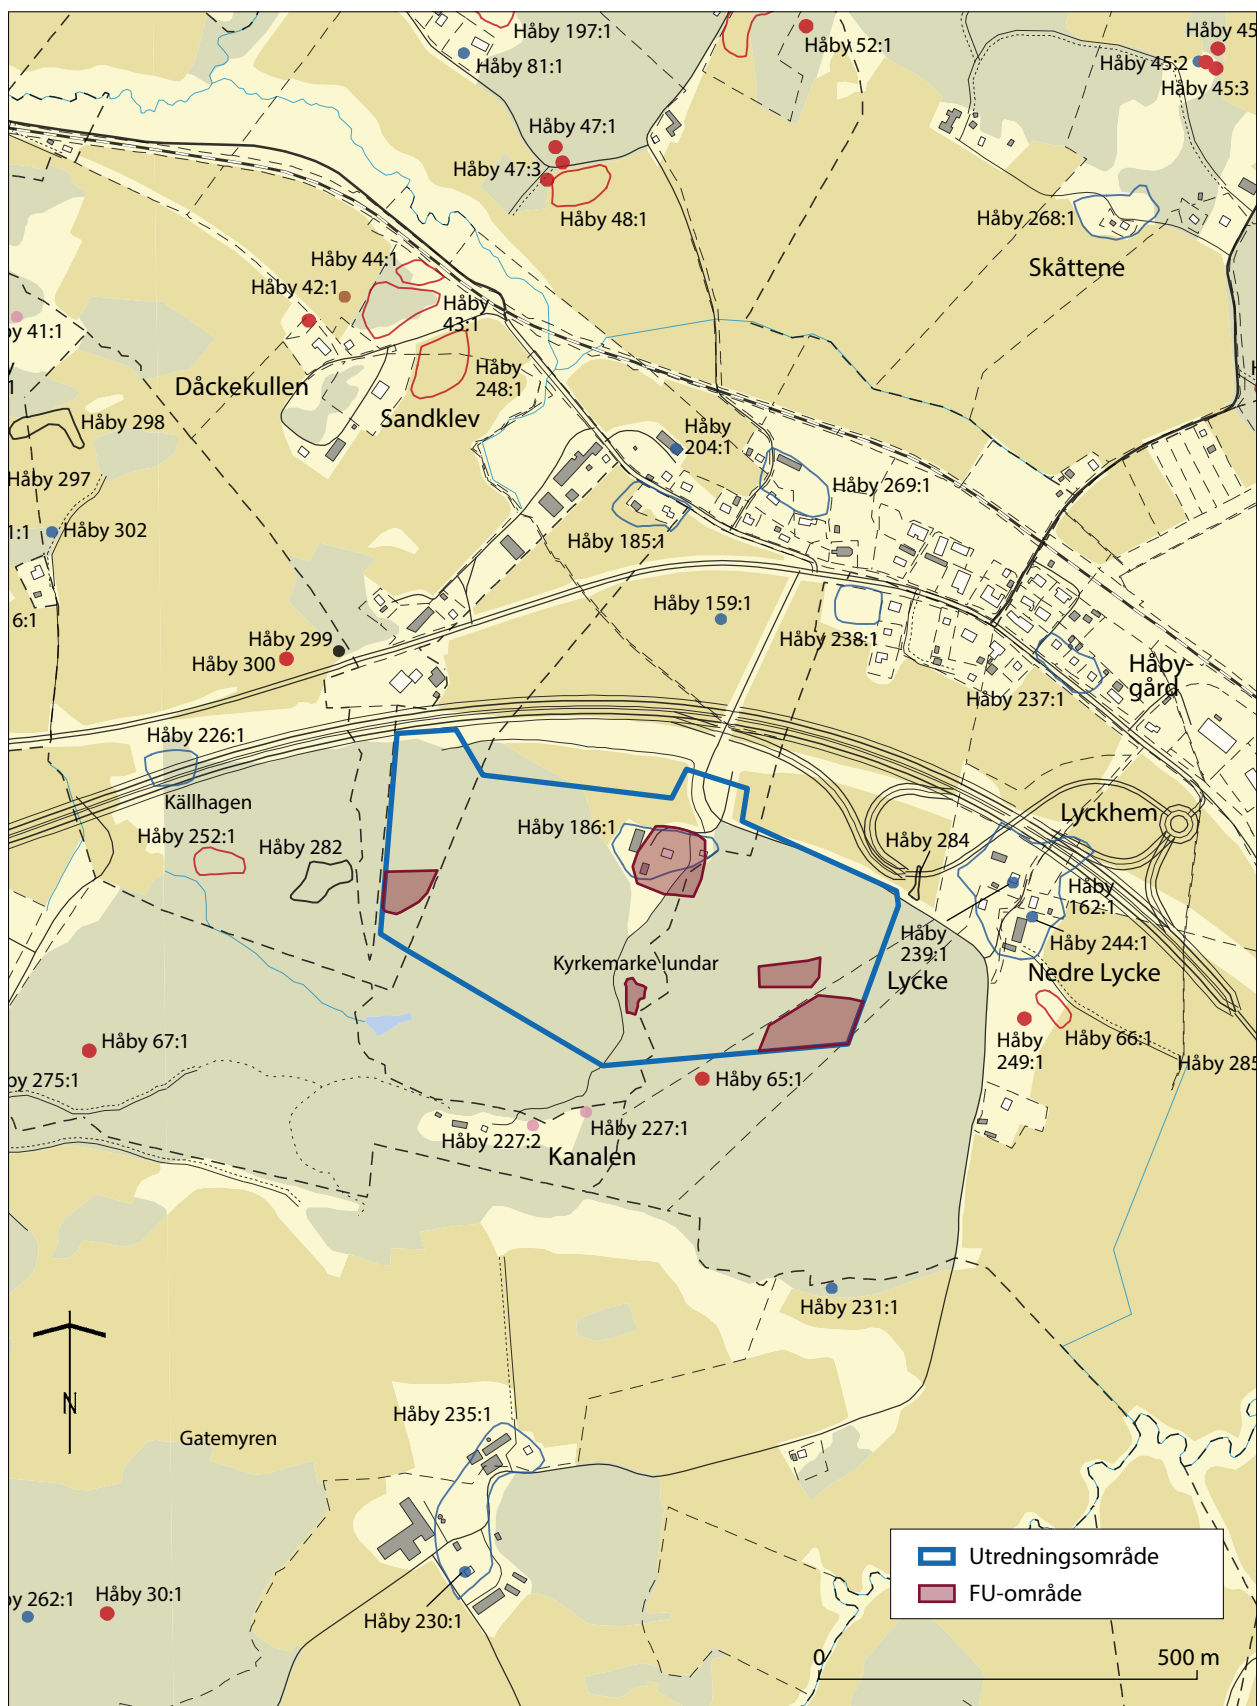 Håby 197:1
Håby 52:1
Håby 45
Håby 81:1
Håby 45:2
Håby 45:3
Håby 47:1
Håby 47:3
Håby 48:1
Håby 268:1
Skåttene
Håby 44:1
Håby 42:1
Håby
43:1
by 41:1
Håby
248:1
Dåckekullen
Sandklev
Håby 298
Håby
204:1
Håby 297
Håby 269:1
1:1
Håby 302
Håby 185:1
6:1
Håby 159:1
Håby 299
Håby 300
Håby 238:1
Håby-
gård
Håby 237:1
Håby 226:1
Källhagen
Lyckhem
Håby 186:1
Håby 252:1
Håby 282
Håby 284
Håby
162:1
Håby
239:1
Håby 244:1
Kyrkemarke lundar
Lycke
Nedre Lycke
Håby 67:1
Håby
249:1
Håby 66:1
Håby 285
by 275:1
Håby 65:1
Håby 227:2
Håby 227:1
Kanalen
Håby 231:1
N
Håby 235:1
Gatemyren
Utredningsområde
FU-område
by 262:1
Håby 30:1
Håby 230:1
0
500 m